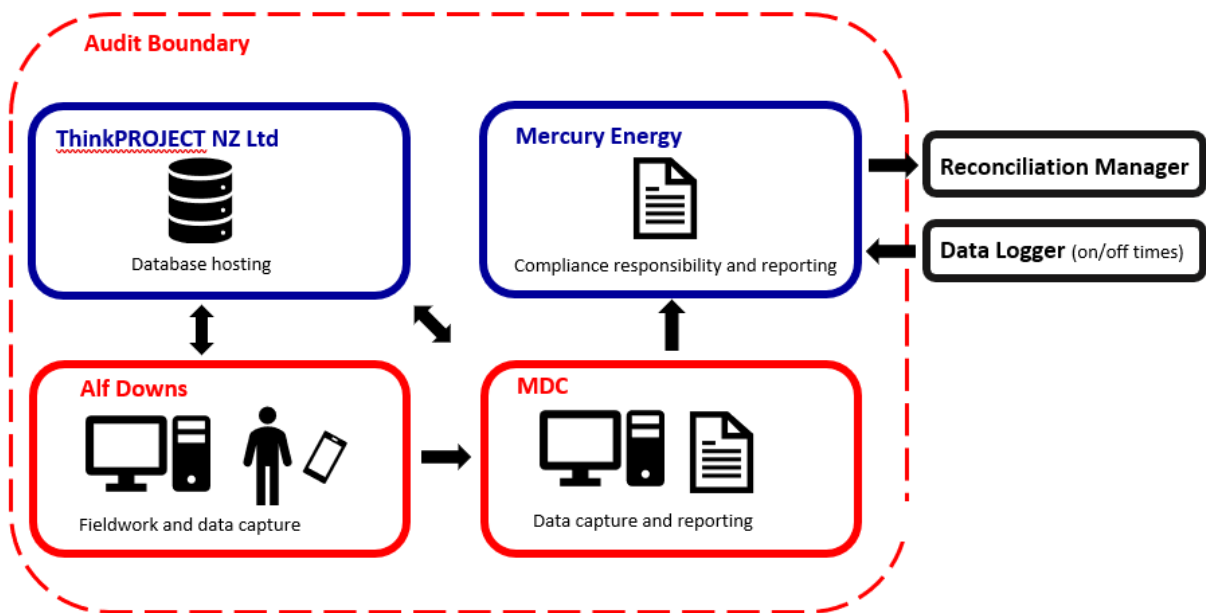 Audit Boundary
ThinkPROJECT NZ Ltd
Database hosting
Mercury Energy
Compliance responsibility and reporting
Reconciliation Manager
Data Logger (on/off times)
Alf Downs
Fieldwork and data capture
MDC
Data capture and reporting